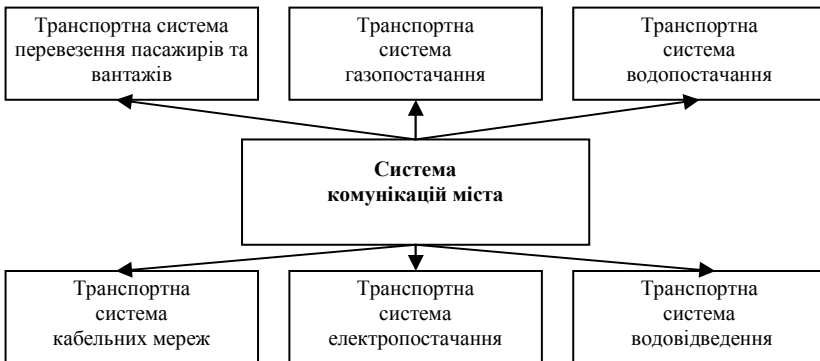 Транспортна система
перевезення пасажирів та
вантажів
Транспортна
система
газопостачання
Транспортна
система
водопостачання
Система
комунікацій міста
Транспортна
система
кабельних мереж
Транспортна
система
електропостачання
Транспортна
система
водовідведення